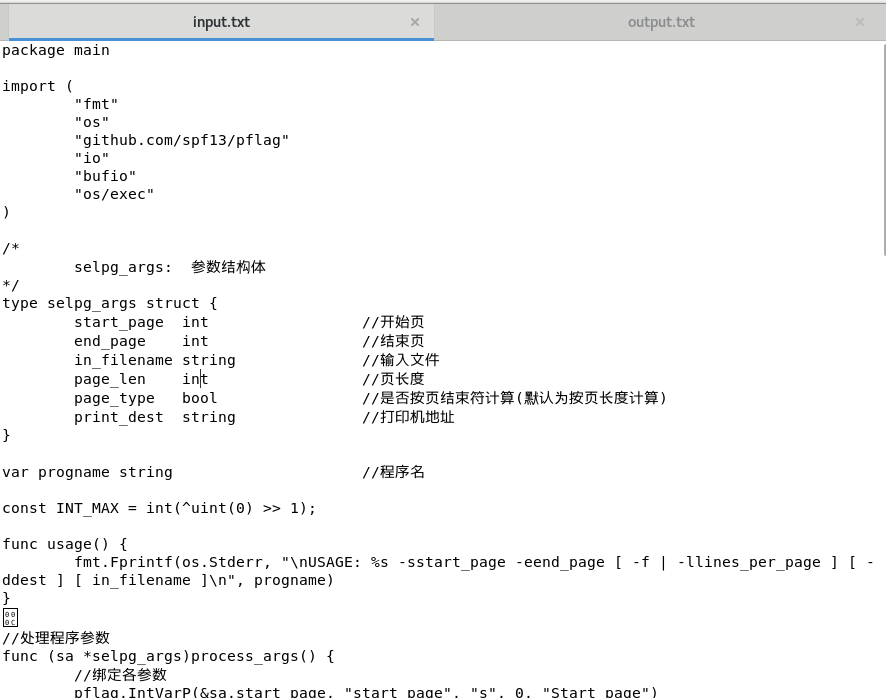 input.txt × output.txt ×
package main

import (
        "fmt"
        "os"
        "github.com/spf13/pflag"
        "io"
        "bufio"
        "os/exec"
)

/*
        selpg_args:  参数结构体
*/
type selpg_args struct {
        start_page  int                 //开始页
        end_page    int                 //结束页
        in_filename string              //输入文件
        page_len    int                 //页长度
        page_type   bool                //是否按页结束符计算(默认为按页长度计算)
        print_dest  string              //打印机地址
}

var progname string                     //程序名

const INT_MAX = int(^uint(0) >> 1);

func usage() {
        fmt.Fprintf(os.Stderr, "\nUSAGE: %s -sstart_page -eend_page [ -f | -llines_per_page ] [ -
ddest ] [ in_filename ]\n", progname)
}
000C
//处理程序参数
func (sa *selpg_args)process_args() {
        //绑定各参数
        pflag.IntVarP(&sa.start_page, "start_page", "s", 0, "Start page")